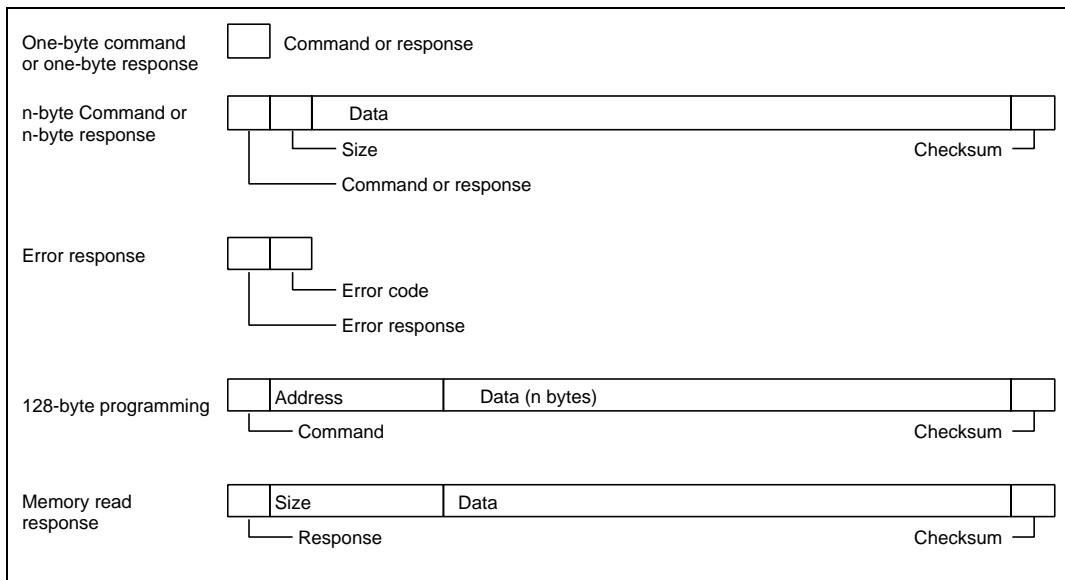 One-byte command
or one-byte response
Command or response
n-byte Command or
n-byte response
Data
Size
Checksum
Command or response
Error response
Error code
Error response
128-byte programming
Address
Data (n bytes)
Command
Checksum
Memory read
response
Size
Data
Response
Checksum